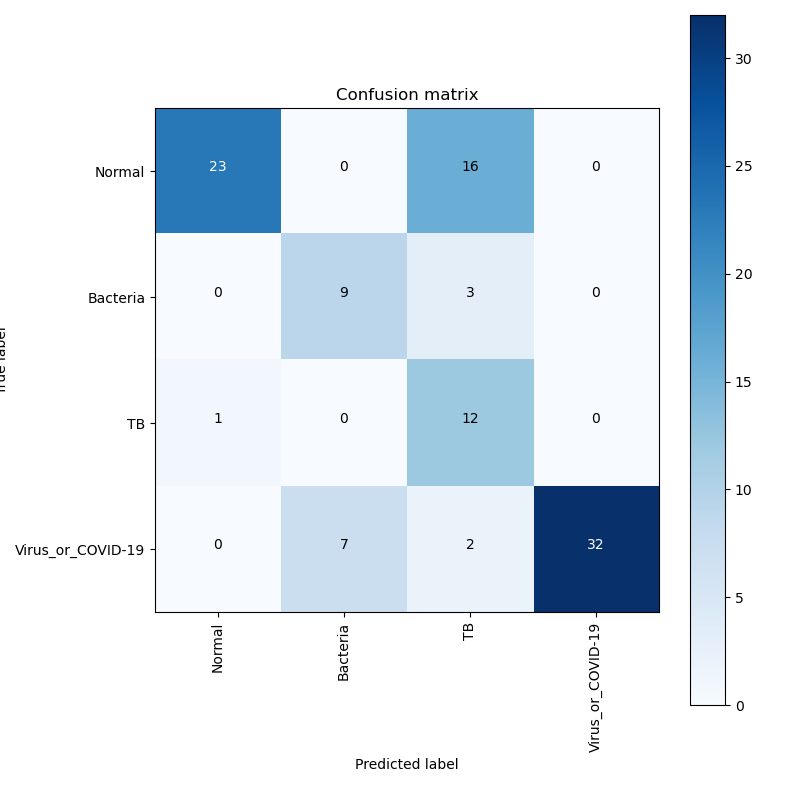 Confusion matrix
Normal 23 0 16 0
Bacteria 0 9 3 0
TB 1 0 12 0
Virus_or_COVID-19 0 7 2 32
Normal
Bacteria
TB
Virus_or_COVID-19
Predicted label
label
30
25
20
15
10
5
0